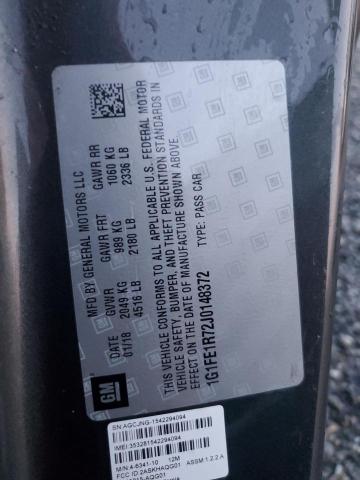 MFD BY GENERAL MOTORS LLC
01/18 GVWR GAWR FRT GAWR RR
2049 KG 989 KG 1060 KG
4516 LB 2180 LB 2336 LB
THIS VEHICLE CONFORMS TO ALL APPLICABLE U.S. FEDERAL MOTOR
VEHICLE SAFETY, BUMPER, AND THEFT PREVENTION STANDARDS
IN EFFECT ON THE DATE OF MANUFACTURE SHOWN ABOVE.
1G1FE1R72J0148372 TYPE: PASS CAR
GM
SN:AGCJNG-1542294094
IMEI:353281542294094
M/N:4-6341-10 12M
FCC ID:2ASKHAQG01 ASSM:1.2.2.A